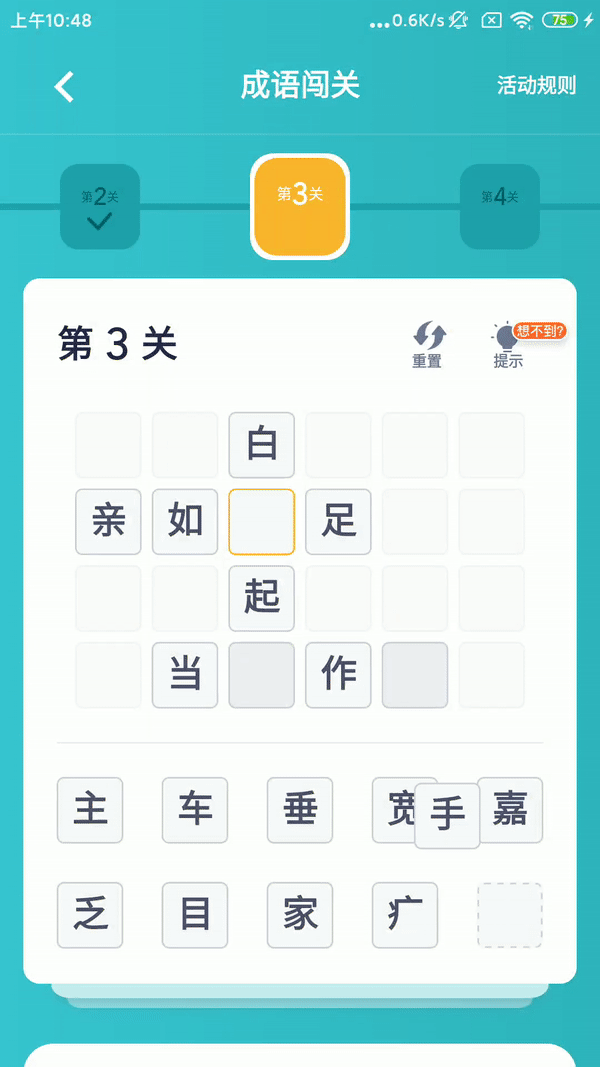 上午10:48
...0.6K/s
75
成语闯关
活动规则
第2关
第3关
第4关
第 3 关
重置
想不到?
提示
白
亲 如 足
起
当 作
主 车 垂 宽 手 嘉
乏 目 家 疒